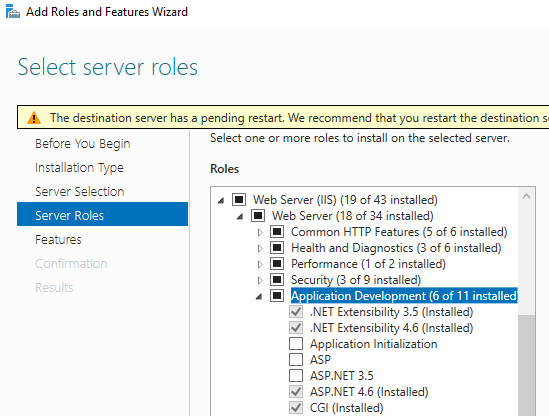 Add Roles and Features Wizard
Select server roles
The destination server has a pending restart. We recommend that you restart the destination s
Before You Begin
Installation Type
Server Selection
Server Roles
Features
Confirmation
Results
Select one or more roles to install on the selected server.
Roles
Web Server (IIS) (19 of 43 installed)
Web Server (18 of 34 installed)
Common HTTP Features (5 of 6 installed)
Health and Diagnostics (3 of 6 installed)
Performance (1 of 2 installed)
Security (3 of 9 installed)
Application Development (6 of 11 installed
.NET Extensibility 3.5 (Installed)
.NET Extensibility 4.6 (Installed)
Application Initialization
ASP
ASP.NET 3.5
ASP.NET 4.6 (Installed)
CGI (Installed)